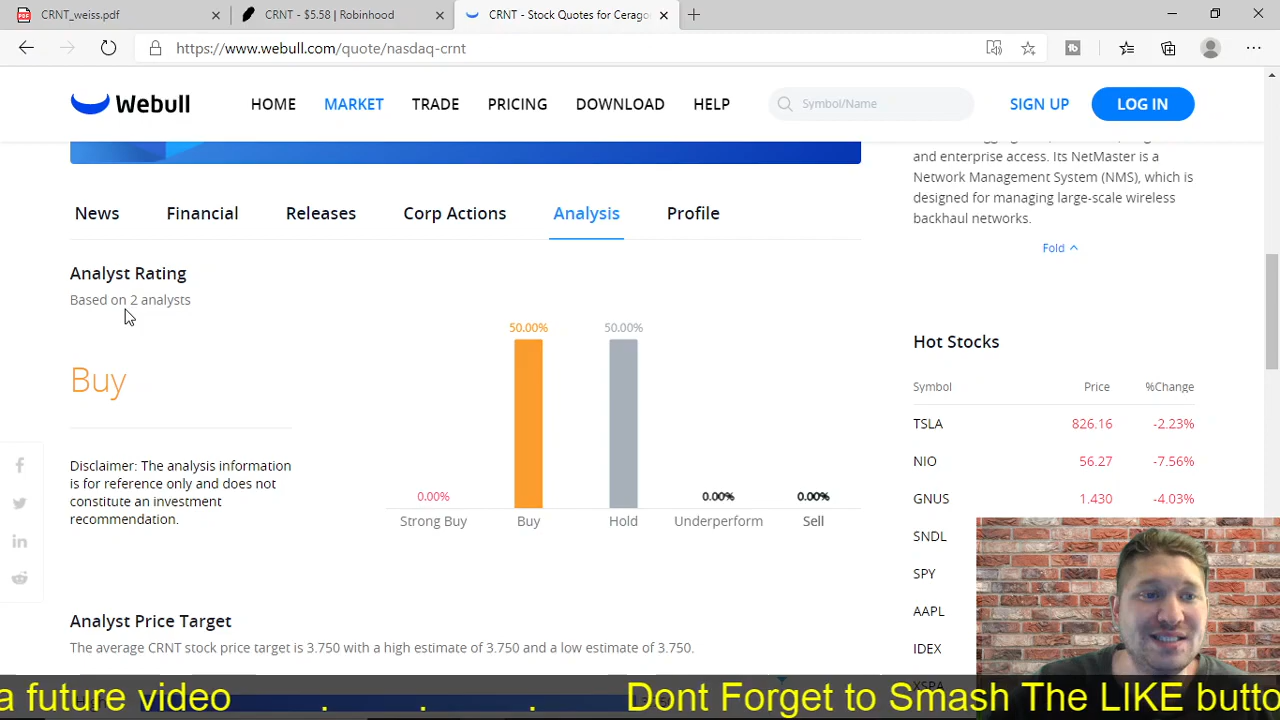 CRNT_weiss.pdf
CRNT - $5.58 | Robinhood
CRNT - Stock Quotes for Cerago
https://www.webull.com/quote/nasdaq-crnt
Webull
HOME
MARKET
TRADE
PRICING
DOWNLOAD
HELP
Symbol/Name
SIGN UP
LOG IN
and enterprise access. Its NetMaster is a
Network Management System (NMS), which is
designed for managing large-scale wireless
backhaul networks.
Fold
News
Financial
Releases
Corp Actions
Analysis
Profile
Analyst Rating
Based on 2 analysts
Buy
Disclaimer: The analysis information
is for reference only and does not
constitute an investment
recommendation.
50.00%
50.00%
0.00%
0.00%
0.00%
Strong Buy
Buy
Hold
Underperform
Sell
Hot Stocks
Symbol Price %Change
TSLA 826.16 -2.23%
NIO 56.27 -7.56%
GNUS 1.430 -4.03%
SNDL
SPY
AAPL
IDEX
Analyst Price Target
The average CRNT stock price target is 3.750 with a high estimate of 3.750 and a low estimate of 3.750.
a future video . . . Dont Forget to Smash The LIKE butto